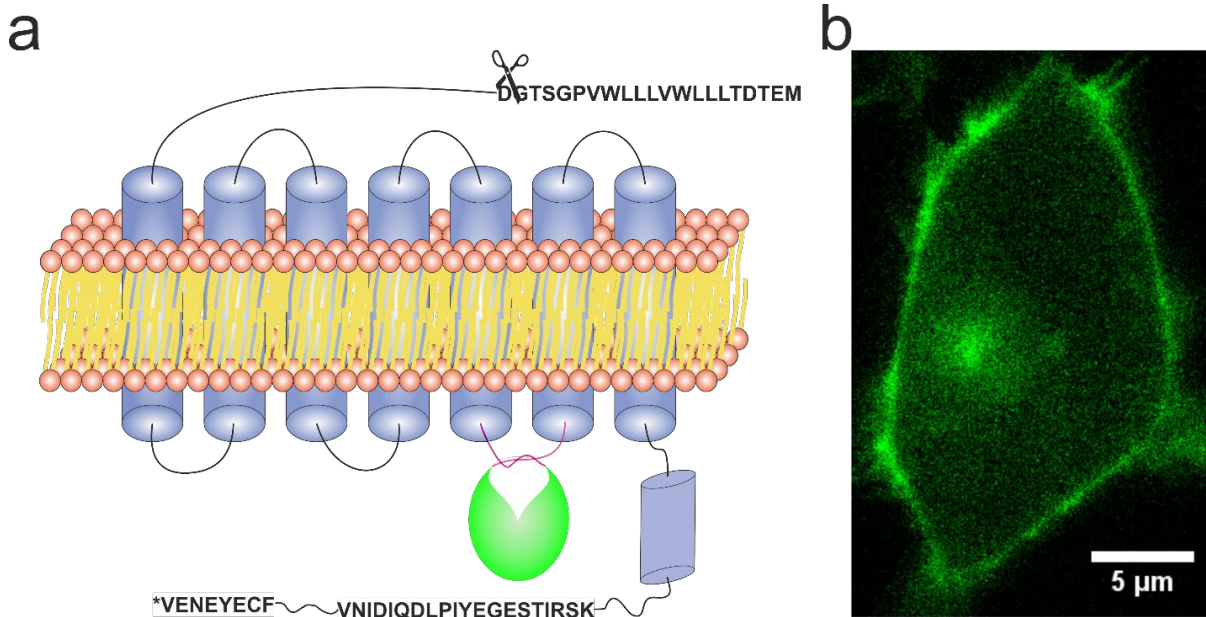 a
b
DGTSGPVWLLLVWLLLTDTEM
*VENEYECF
VNIDIQDLPIYEGESTIRSK
5 µm